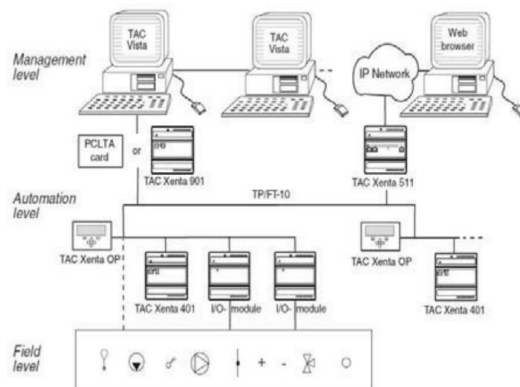 TAC
Vista
TAC
Vista
Web
browser
Management
level
IP Network
PCLTA
card
or
TAC Xenta 901
TAC Xenta 511
Automation
level
TP/FT-10
TAC Xenta OP
TAC Xenta OP
TAC Xenta 401
I/O- module
I/O- module
TAC Xenta 401
Field
level